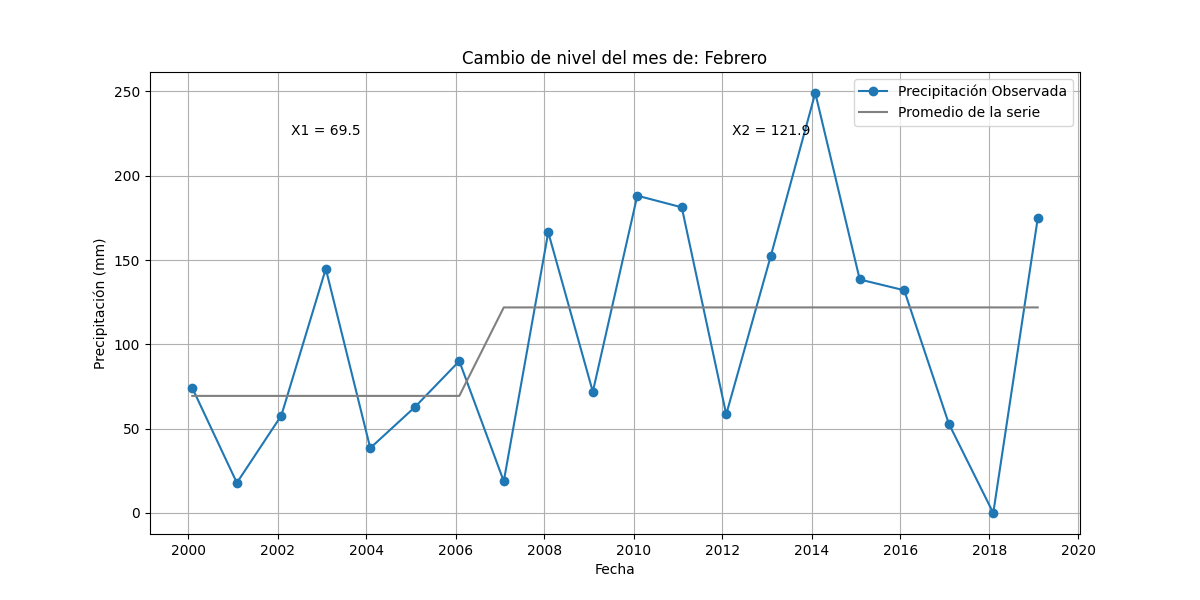 Cambio de nivel del mes de: Febrero
Precipitación Observada
Promedio de la serie
X1 = 69.5
X2 = 121.9
Precipitación (mm)
250
200
150
100
50
0
2000 2002 2004 2006 2008 2010 2012 2014 2016 2018 2020
Fecha